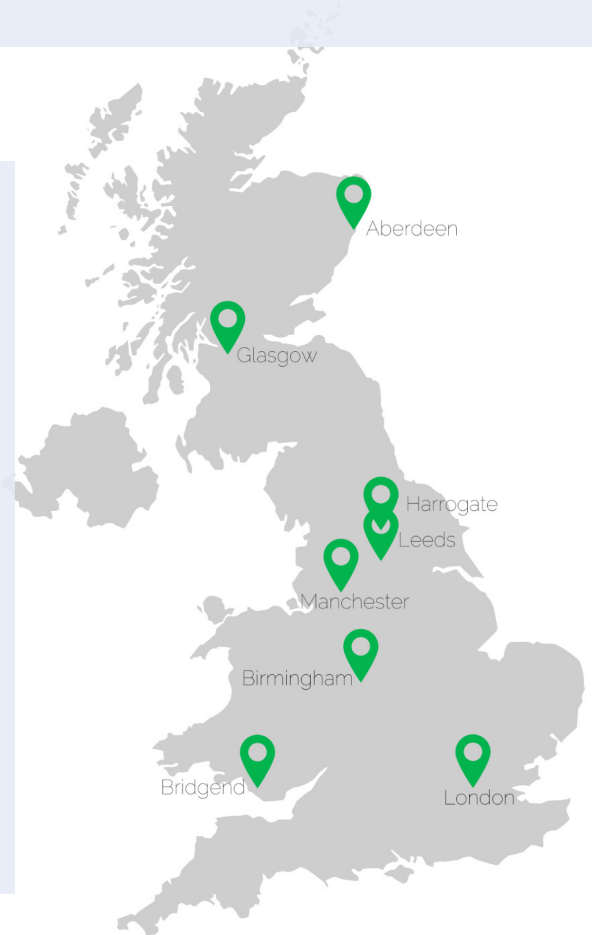 Aberdeen
Glasgow
Harrogate
Leeds
Manchester
Birmingham
Bridgend
London